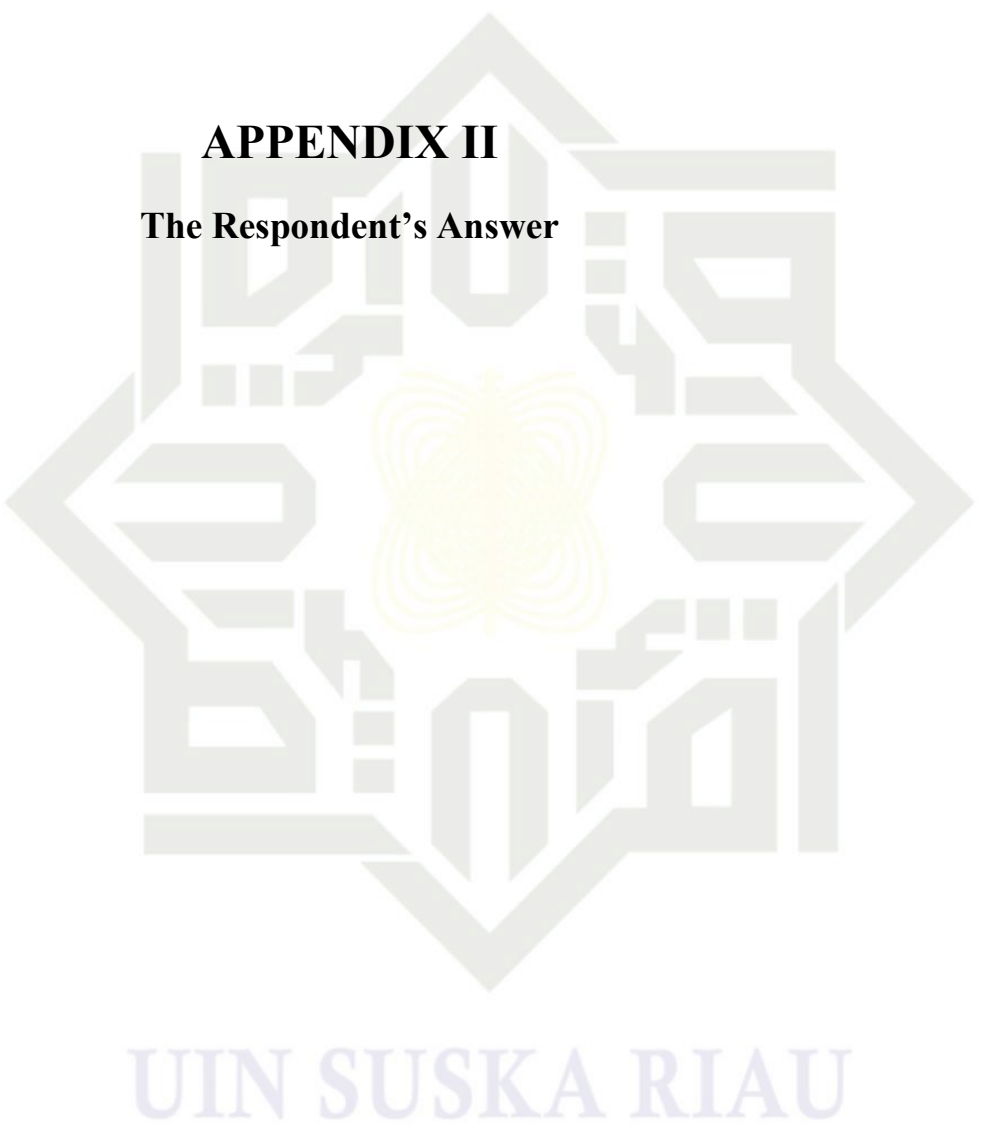 APPENDIX II
The Respondent’s Answer
UIN SUSKA RIAU